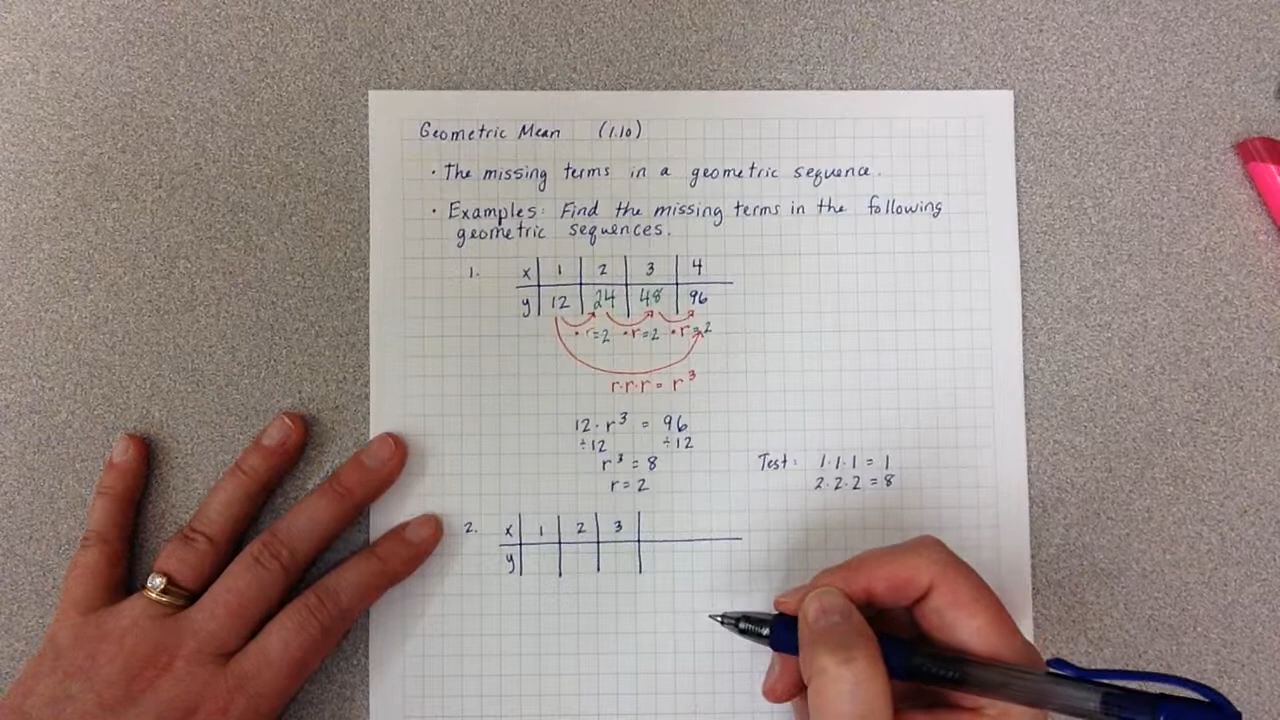 Geometric Mean (1.10)
• The missing terms in a geometric sequence.
• Examples: Find the missing terms in the following
geometric sequences.
1. x 1 2 3 4
y 12 24 48 96
• r=2 • r=2 • r=2
r•r•r = r³
12 • r³ = 96
÷12 ÷12
r³ = 8
r = 2
Test: 1•1•1 = 1
2•2•2 = 8
2. x 1 2 3
y